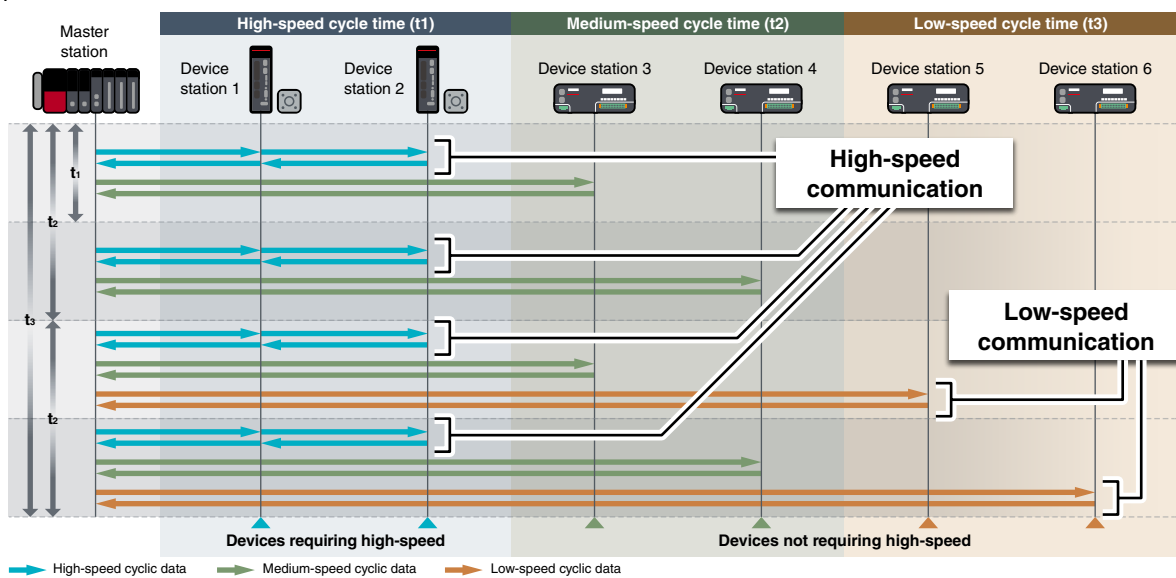 High-speed cycle time (t1)
Medium-speed cycle time (t2)
Low-speed cycle time (t3)
Master
station
Device
station 1
Device
station 2
Device station 3
Device station 4
Device station 5
Device station 6
t1
t2
t3
t2
High-speed
communication
Low-speed
communication
Devices requiring high-speed
Devices not requiring high-speed
High-speed cyclic data
Medium-speed cyclic data
Low-speed cyclic data